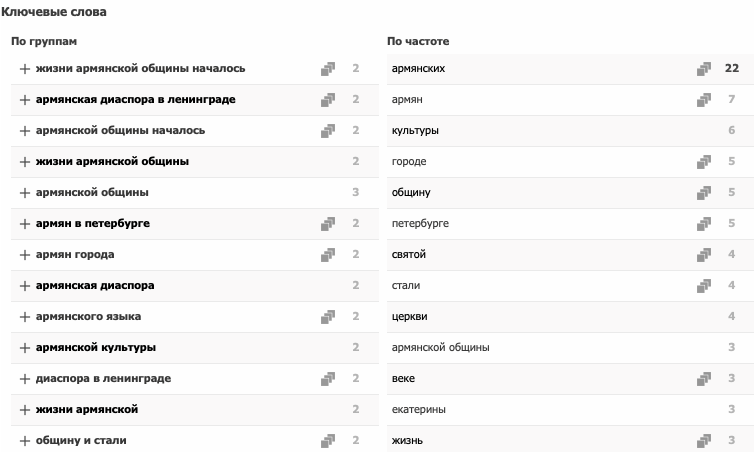 Ключевые слова
По группам По частоте
жизни армянской общины началось 2 армянских 22
армянская диаспора в ленинграде 2 армян 7
армянской общины началось 2 культуры 6
жизни армянской общины 2 городе 5
армянской общины 3 общину 5
армян в петербурге 2 петербурге 5
армян города 2 святой 4
армянская диаспора 2 стали 4
армянского языка 2 церкви 4
армянской культуры 2 армянской общины 3
диаспора в ленинграде 2 веке 3
жизни армянской 2 екатерины 3
общину и стали 2 жизнь 3